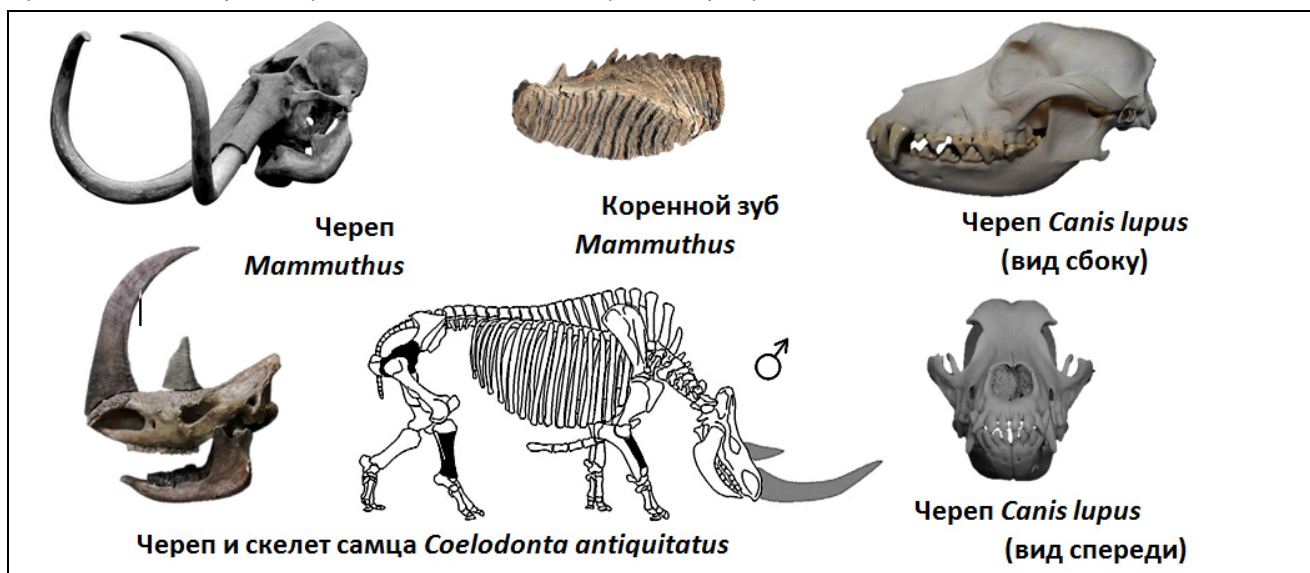 Череп
Mammuthus
Коренной зуб
Mammuthus
Череп Canis lupus
(вид сбоку)
Череп и скелет самца Coelodonta antiquitatus
Череп Canis lupus
(вид спереди)